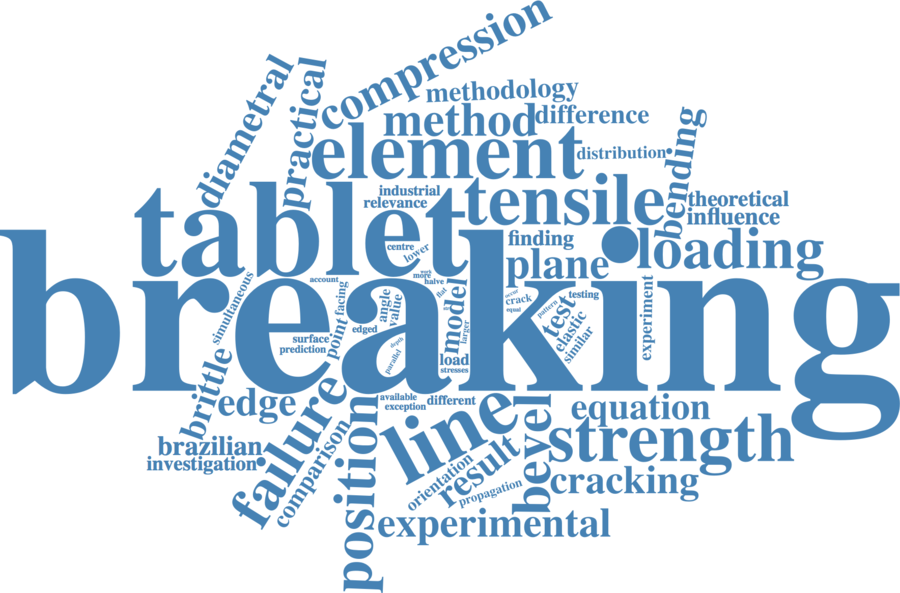 compression
diametral
practical
methodology
method
difference
element
distribution
bending
industrial
relevance
tablet
tensile
theoretical
influence
centre
lower
finding
loading
plane
breaking
work
more
halve
flat
account
simultaneous
facing
point
angle
value
edged
surface
prediction
model
larger
depth
parallel
load
stresses
occur
crack
equal
pattern
testing
test
elastic
similar
experiment
brittle
edge
failure
available
exception
different
position
line
bevel
equation
strength
brazilian
investigation
comparison
orientation
result
propagation
cracking
experimental